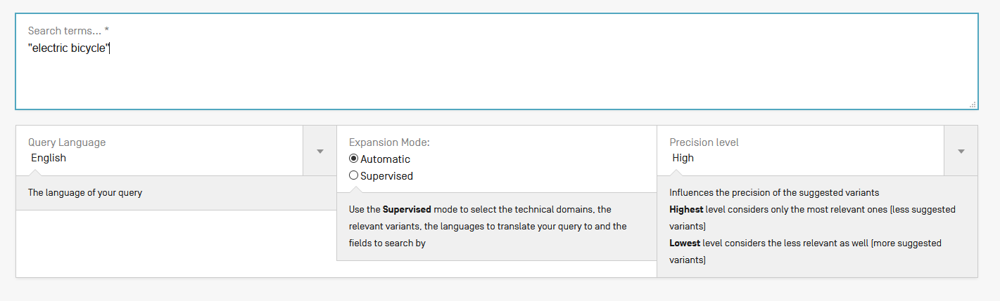 Search terms... *
"electric bicycle"
Query Language
English
The language of your query
Expansion Mode:
Automatic
Supervised
Use the Supervised mode to select the technical domains, the
relevant variants, the languages to translate your query to and the
fields to search by
Precision level
High
Influences the precision of the suggested variants
Highest level considers only the most relevant ones (less suggested
variants)
Lowest level considers the less relevant as well (more suggested
variants)